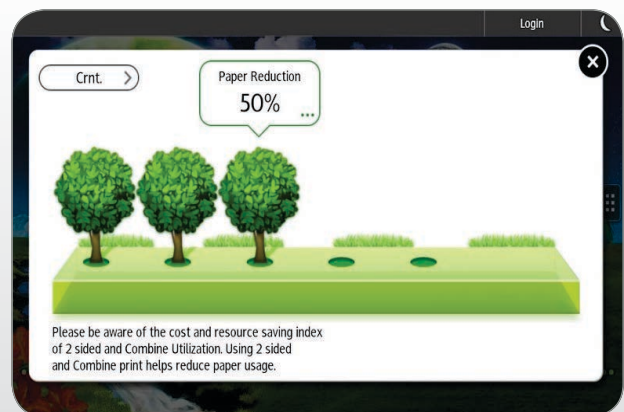 Login
Crnt.
Paper Reduction
50%
...
Please be aware of the cost and resource saving index
of 2 sided and Combine Utilization. Using 2 sided
and Combine print helps reduce paper usage.